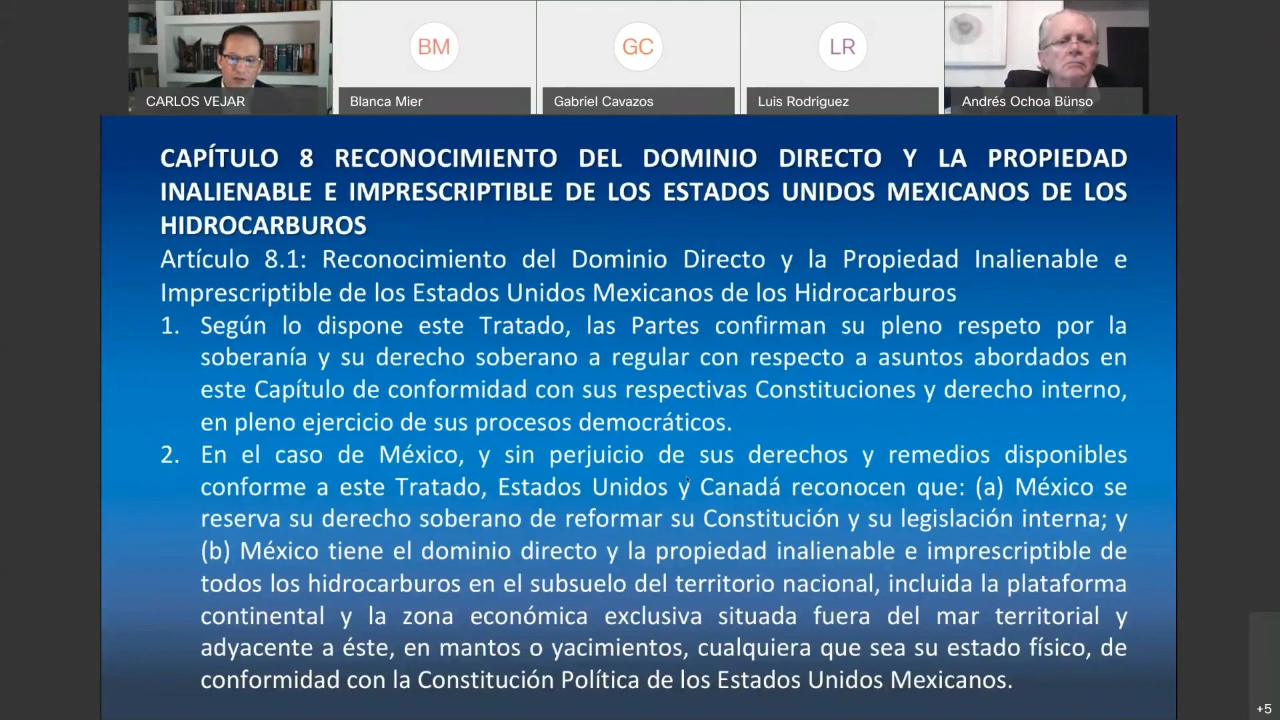 BM
GC
LR
CARLOS VEJAR
Blanca Mier
Gabriel Cavazos
Luis Rodriguez
Andrés Ochoa Bünso
CAPÍTULO 8 RECONOCIMIENTO DEL DOMINIO DIRECTO Y LA PROPIEDAD
INALIENABLE E IMPRESCRIPTIBLE DE LOS ESTADOS UNIDOS MEXICANOS DE LOS
HIDROCARBUROS
Artículo 8.1: Reconocimiento del Dominio Directo y la Propiedad Inalienable e
Imprescriptible de los Estados Unidos Mexicanos de los Hidrocarburos
1. Según lo dispone este Tratado, las Partes confirman su pleno respeto por la
soberanía y su derecho soberano a regular con respecto a asuntos abordados en
este Capítulo de conformidad con sus respectivas Constituciones y derecho interno,
en pleno ejercicio de sus procesos democráticos.
2. En el caso de México, y sin perjuicio de sus derechos y remedios disponibles
conforme a este Tratado, Estados Unidos y Canadá reconocen que: (a) México se
reserva su derecho soberano de reformar su Constitución y su legislación interna; y
(b) México tiene el dominio directo y la propiedad inalienable e imprescriptible de
todos los hidrocarburos en el subsuelo del territorio nacional, incluida la plataforma
continental y la zona económica exclusiva situada fuera del mar territorial y
adyacente a éste, en mantos o yacimientos, cualquiera que sea su estado físico, de
conformidad con la Constitución Política de los Estados Unidos Mexicanos.
+5